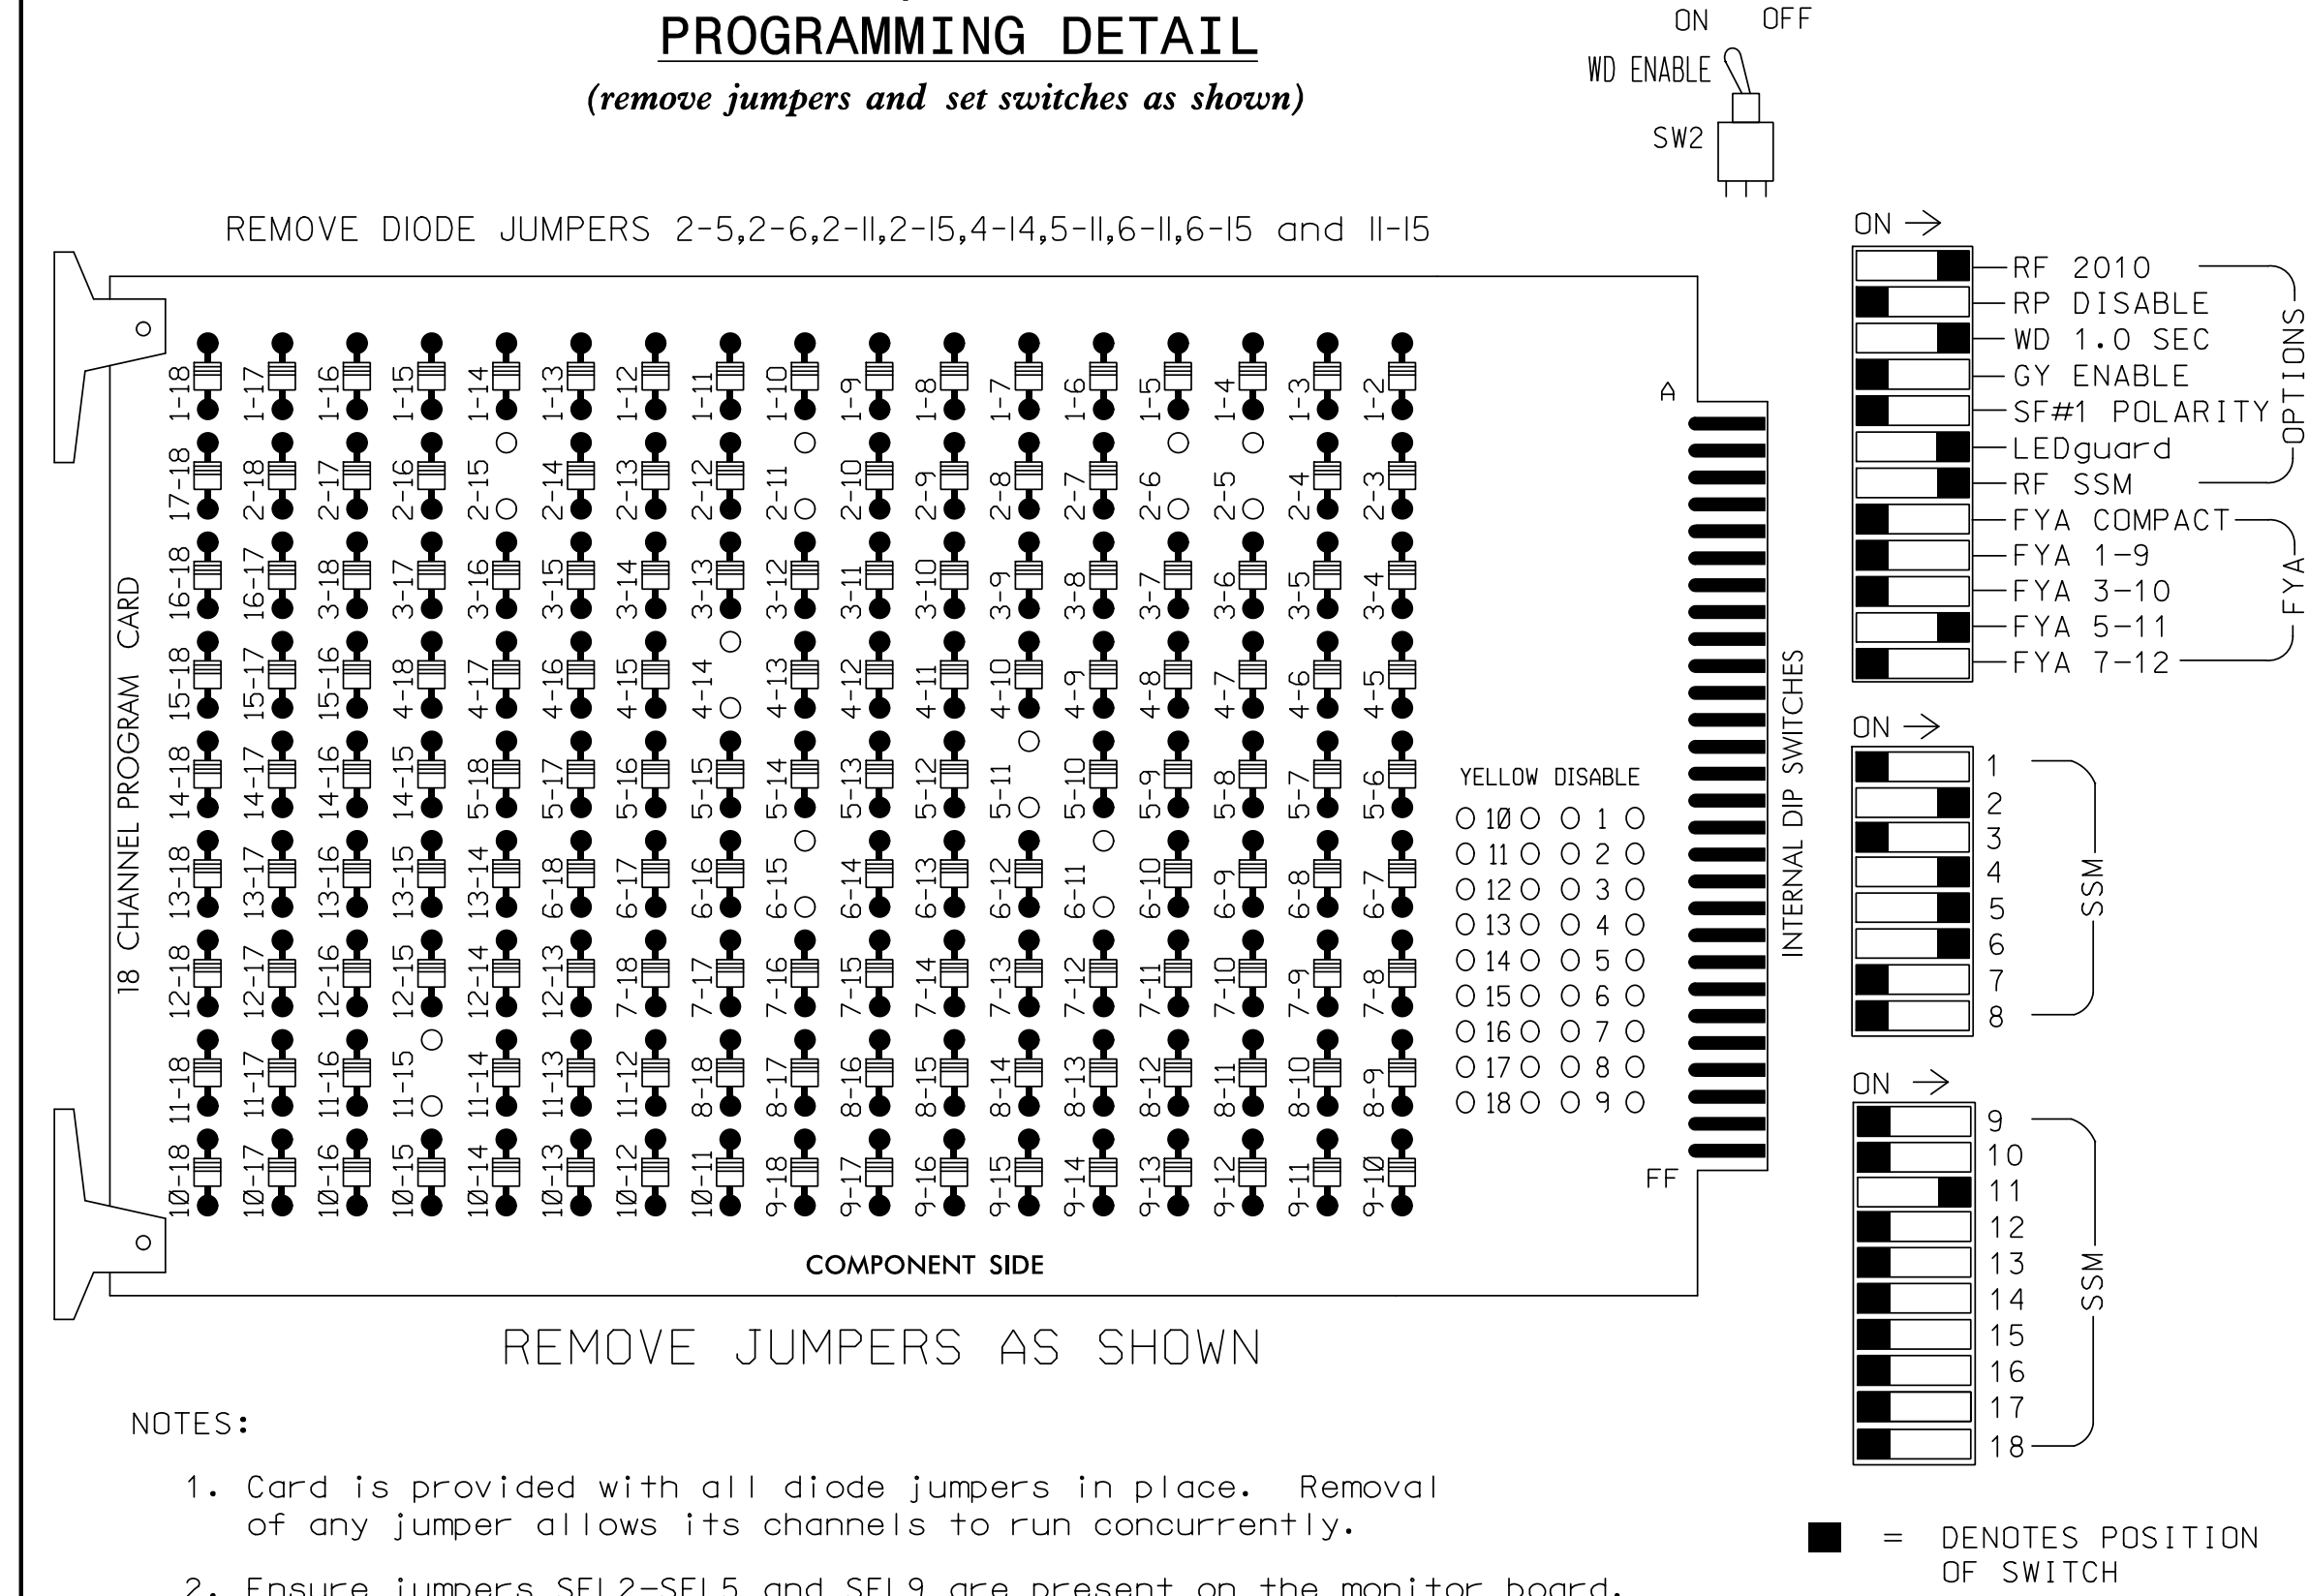 PROGRAMMING DETAIL
(remove jumpers and set switches as shown)
ON OFF
WD ENABLE
SW2
REMOVE DIODE JUMPERS 2-5,2-6,2-11,2-15,4-14,5-11,6-11,6-15 and 11-15
18 CHANNEL PROGRAM CARD
1-18 1-17 1-16 1-15 1-14 1-13 1-12 1-11 1-10 1-9 1-8 1-7 1-6 1-5 1-4 1-3 1-2
17-18 2-18 2-17 2-16 2-15 2-14 2-13 2-12 2-11 2-10 2-9 2-8 2-7 2-6 2-5 2-4 2-3
16-18 16-17 3-18 3-17 3-16 3-15 3-14 3-13 3-12 3-11 3-10 3-9 3-8 3-7 3-6 3-5 3-4
15-18 15-17 15-16 4-18 4-17 4-16 4-15 4-14 4-13 4-12 4-11 4-10 4-9 4-8 4-7 4-6 4-5
14-18 14-17 14-16 14-15 5-18 5-17 5-16 5-15 5-14 5-13 5-12 5-11 5-10 5-9 5-8 5-7 5-6
13-18 13-17 13-16 13-15 13-14 6-18 6-17 6-16 6-15 6-14 6-13 6-12 6-11 6-10 6-9 6-8 6-7
12-18 12-17 12-16 12-15 12-14 12-13 7-18 7-17 7-16 7-15 7-14 7-13 7-12 7-11 7-10 7-9 7-8
11-18 11-17 11-16 11-15 11-14 11-13 11-12 8-18 8-17 8-16 8-15 8-14 8-13 8-12 8-11 8-10 8-9
10-18 10-17 10-16 10-15 10-14 10-13 10-12 10-11 9-18 9-17 9-16 9-15 9-14 9-13 9-12 9-11 9-10
YELLOW DISABLE
10 1
11 2
12 3
13 4
14 5
15 6
16 7
17 8
18 9
A
FF
COMPONENT SIDE
INTERNAL DIP SWITCHES
ON
RF 2010
RP DISABLE
WD 1.0 SEC
GY ENABLE
SF#1 POLARITY
LEDguard
RF SSM
OPTIONS
FYA COMPACT
FYA 1-9
FYA 3-10
FYA 5-11
FYA 7-12
FYA
ON
1
2
3
4
5
6
7
8
SSM
ON
9
10
11
12
13
14
15
16
17
18
SSM
= DENOTES POSITION
OF SWITCH
REMOVE JUMPERS AS SHOWN
NOTES:
1. Card is provided with all diode jumpers in place. Removal
of any jumper allows its channels to run concurrently.
2. Ensure jumpers SEL2-SEL5 and SEL9 are present on the monitor board.